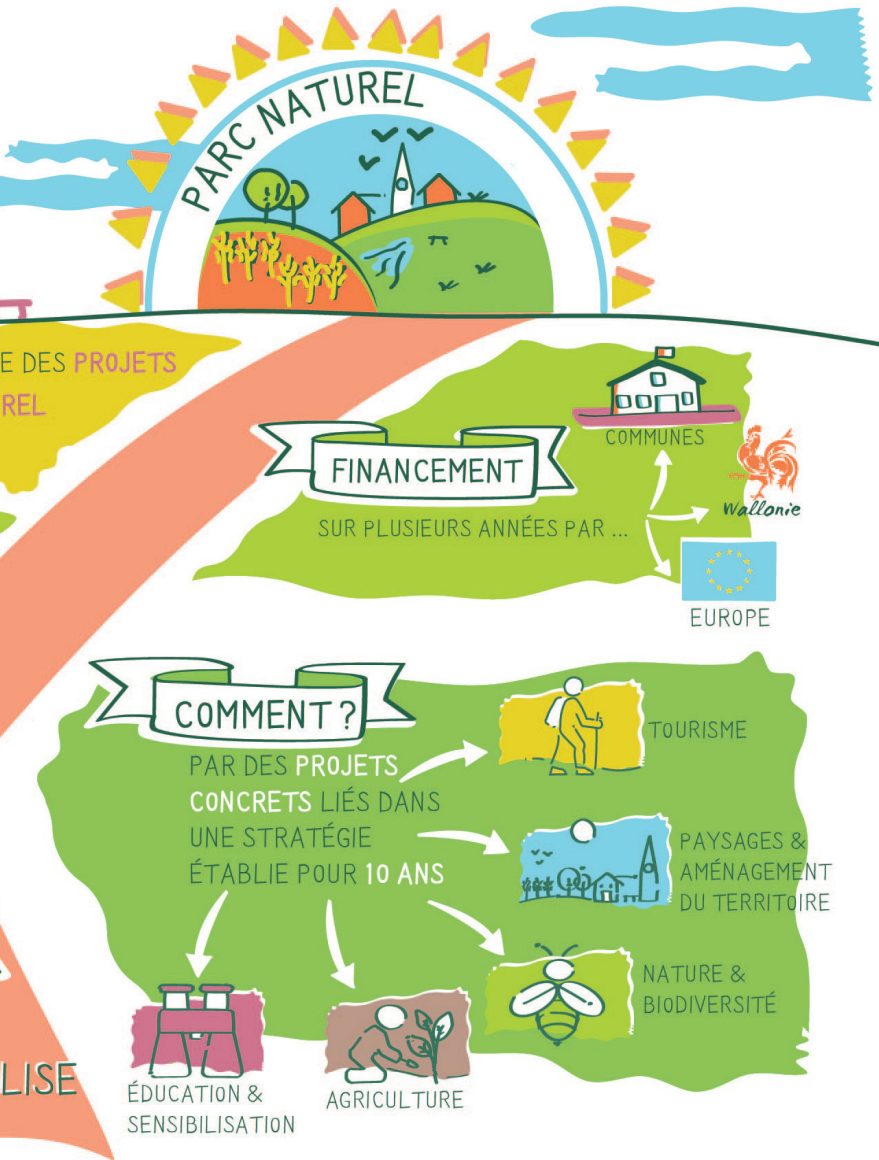 PARC NATUREL
E DES PROJETS
REL
FINANCEMENT
SUR PLUSIEURS ANNÉES PAR ...
COMMUNES
Wallonie
EUROPE
COMMENT ?
PAR DES PROJETS
CONCRETS LIÉS DANS
UNE STRATÉGIE
ÉTABLIE POUR 10 ANS
TOURISME
PAYSAGES &
AMÉNAGEMENT
DU TERRITOIRE
NATURE &
BIODIVERSITÉ
AGRICULTURE
ÉDUCATION &
SENSIBILISATION
LISE